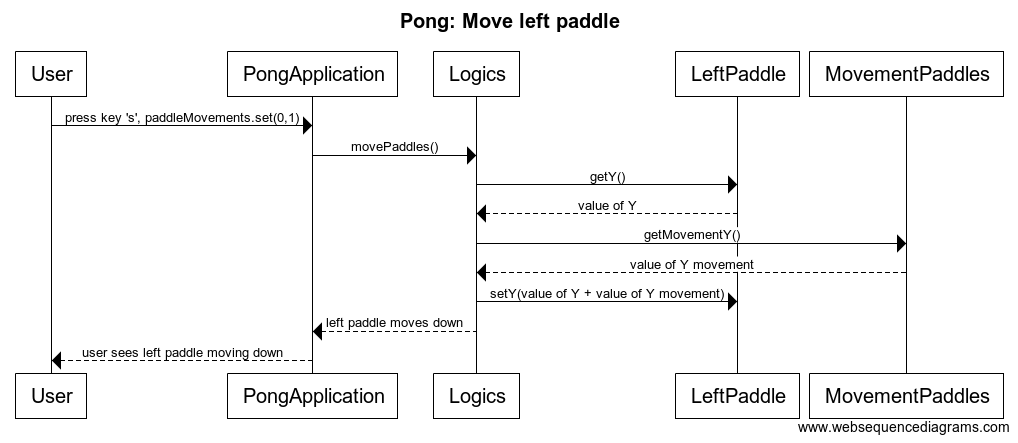 Pong: Move left paddle
User
PongApplication
Logics
LeftPaddle
MovementPaddles
press key 's', paddleMovements.set(0,1)
movePaddles()
getY()
value of Y
getMovementY()
value of Y movement
setY(value of Y + value of Y movement)
left paddle moves down
user sees left paddle moving down
User
PongApplication
Logics
LeftPaddle
MovementPaddles
www.websequencediagrams.com